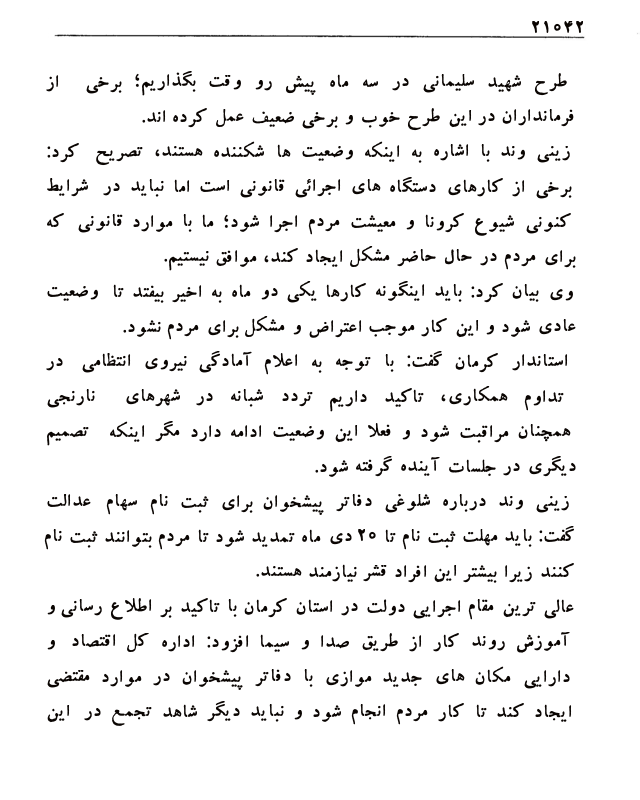 ۲۱۰۴۲
طرح شهید سلیمانی در سه ماه پیش رو وقت بگذاریم؛ برخی از
فرمانداران در این طرح خوب و برخی ضعیف عمل کرده اند.
زینی وند با اشاره به اینکه وضعیت ها شکننده هستند، تصریح کرد:
برخی از کارهای دستگاه های اجرائی قانونی است اما نباید در شرایط
کنونی شیوع کرونا و معیشت مردم اجرا شود؛ ما با موارد قانونی که
برای مردم در حال حاضر مشکل ایجاد کند، موافق نیستیم.
وی بیان کرد: باید اینگونه کارها یکی دو ماه به اخیر بیفتد تا وضعیت
عادی شود و این کار موجب اعتراض و مشکل برای مردم نشود.
استاندار کرمان گفت: با توجه به اعلام آمادگی نیروی انتظامی در
تداوم همکاری، تاکید داریم تردد شبانه در شهرهای نارنجی
همچنان مراقبت شود و فعلا این وضعیت ادامه دارد مگر اینکه تصمیم
دیگری در جلسات آینده گرفته شود.
زینی وند درباره شلوغی دفاتر پیشخوان برای ثبت نام سهام عدالت
گفت: باید مهلت ثبت نام تا ۲۵ دی ماه تمدید شود تا مردم بتوانند ثبت نام
کنند زیرا بیشتر این افراد قشر نیازمند هستند.
عالی ترین مقام اجرایی دولت در استان کرمان با تاکید بر اطلاع رسانی و
آموزش روند کار از طریق صدا و سیما افزود: اداره کل اقتصاد و
دارایی مکان های جدید موازی با دفاتر پیشخوان در موارد مقتضی
ایجاد کند تا کار مردم انجام شود و نباید دیگر شاهد تجمع در این